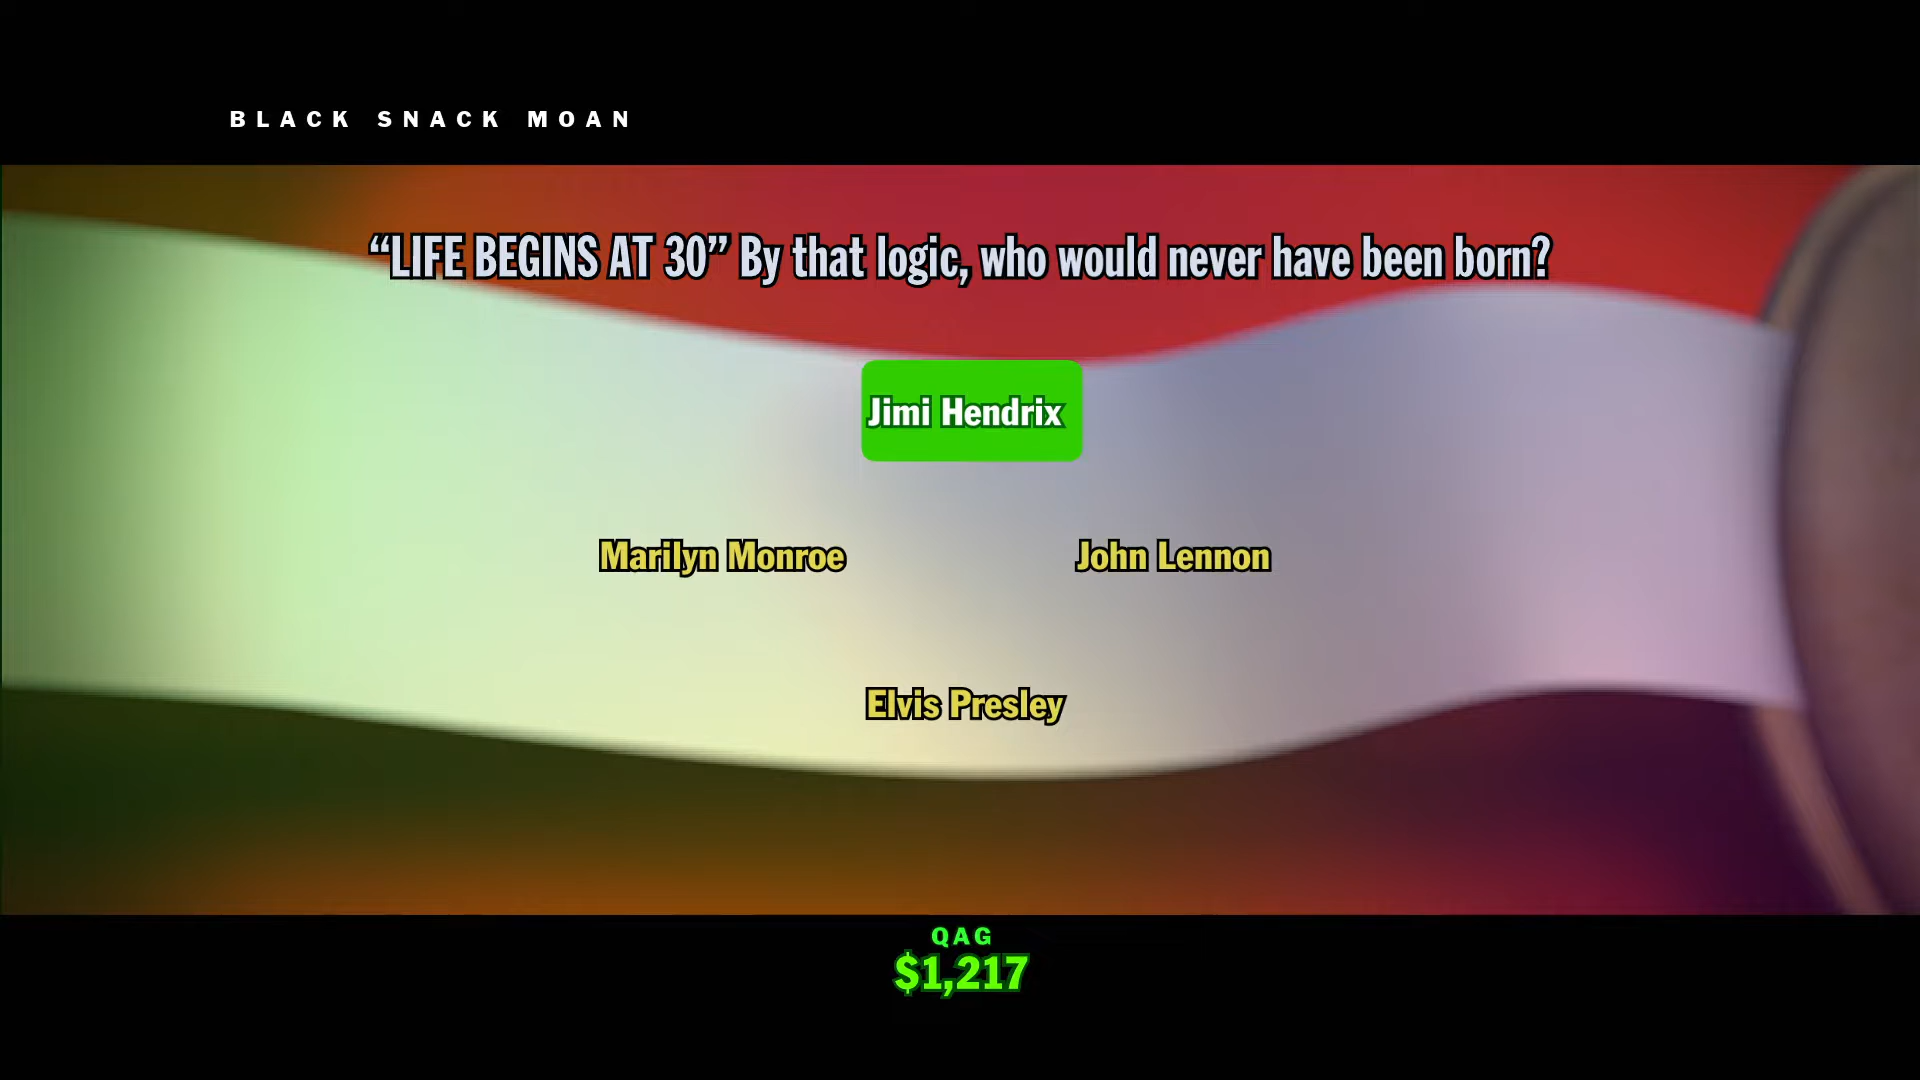 BLACK SNACK MOAN
“LIFE BEGINS AT 30” By that logic, who would never have been born?
Jimi Hendrix
Marilyn Monroe
John Lennon
Elvis Presley
QAG
$1,217